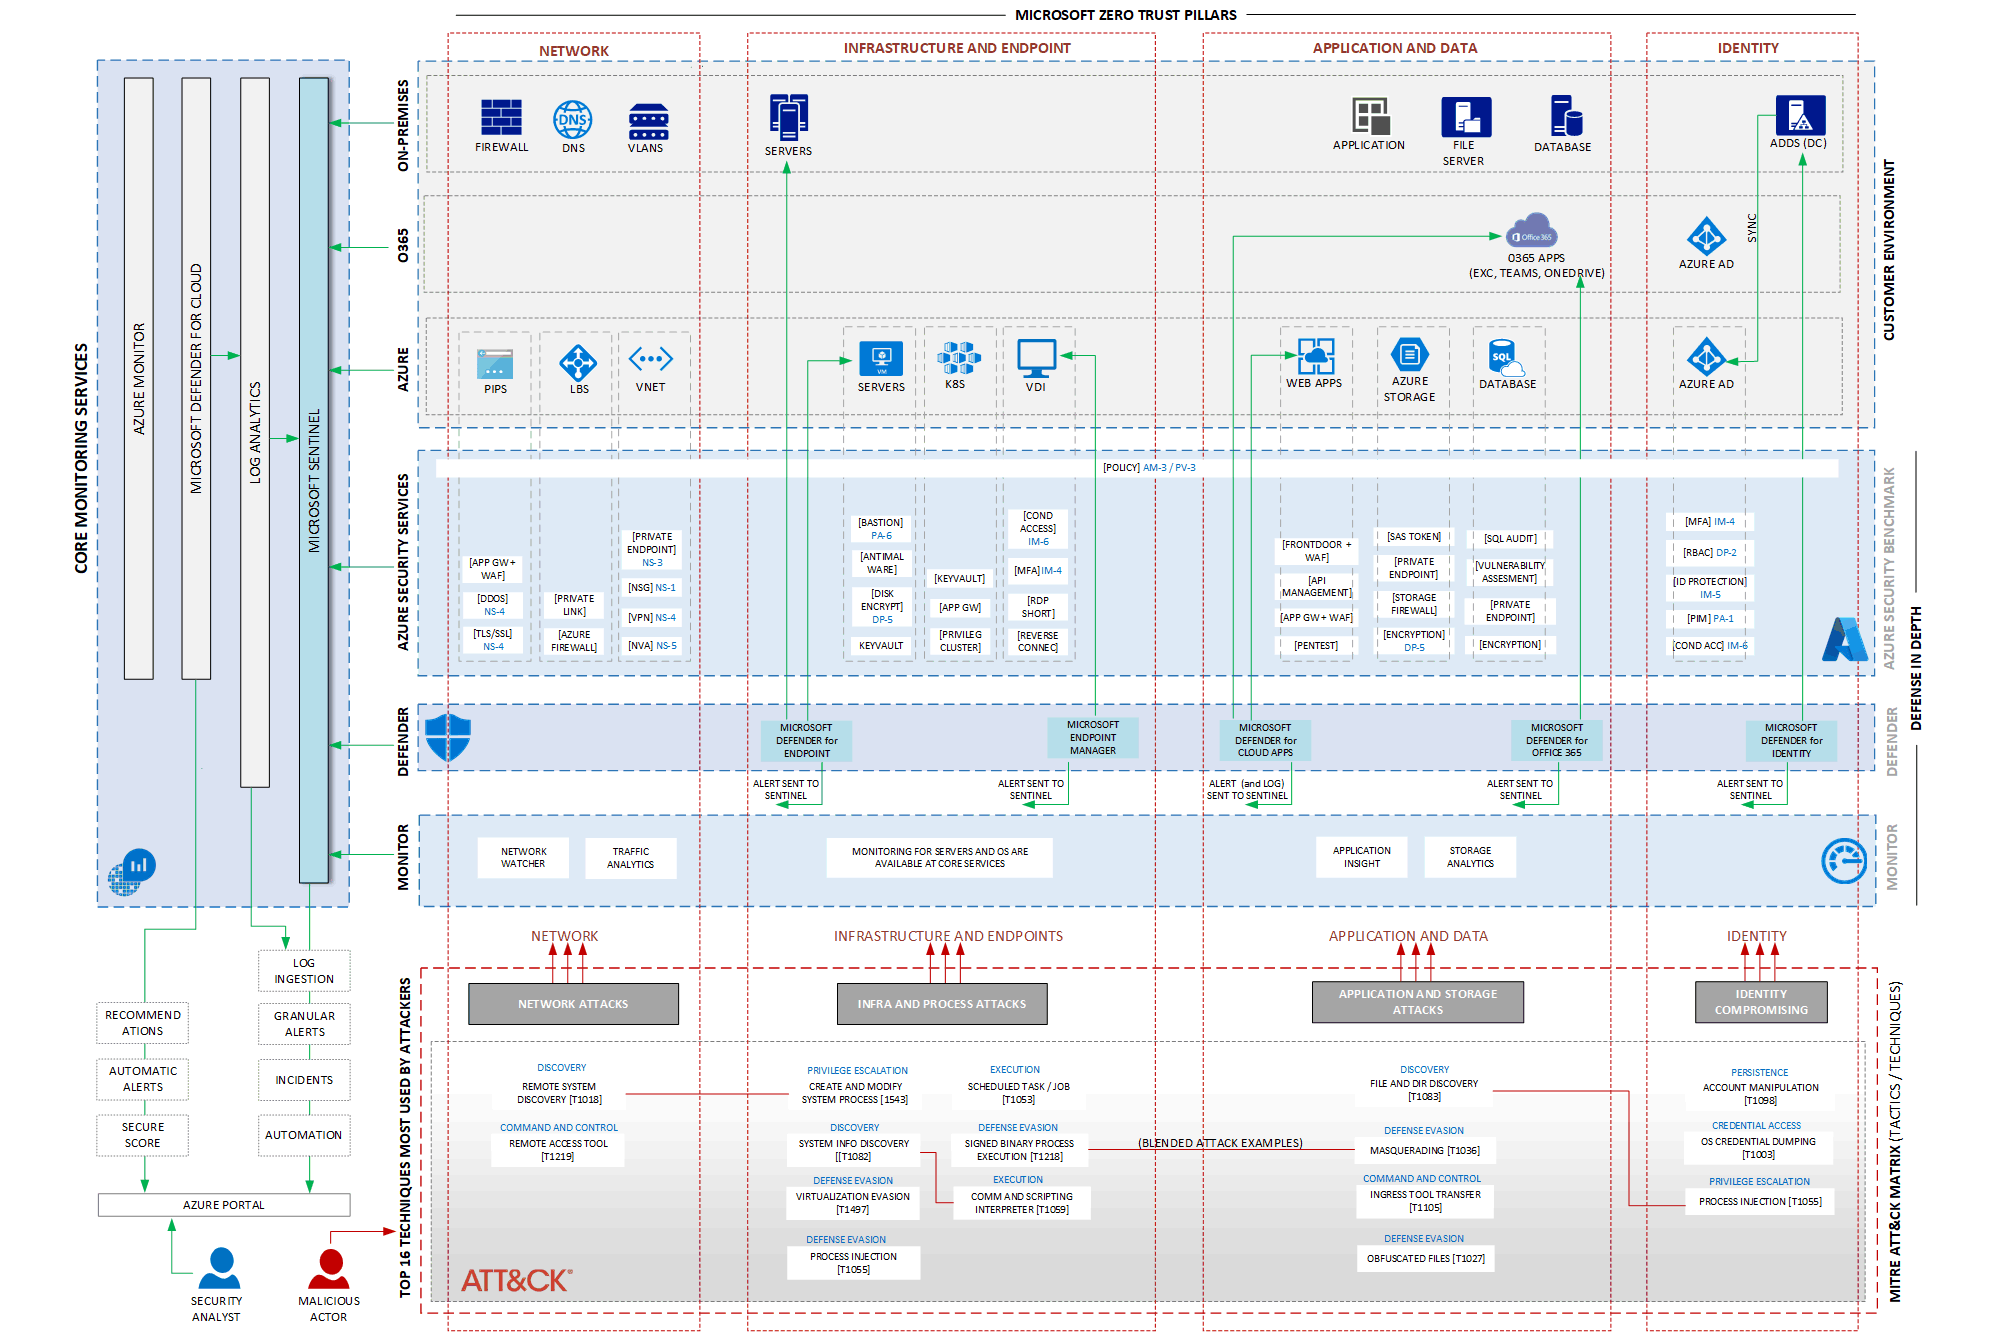 MICROSOFT ZERO TRUST PILLARS
NETWORK
INFRASTRUCTURE AND ENDPOINT
APPLICATION AND DATA
IDENTITY
CORE MONITORING SERVICES
AZURE MONITOR
MICROSOFT DEFENDER FOR CLOUD
LOG ANALYTICS
MICROSOFT SENTINEL
ON-PREMISES
FIREWALL
DNS
DNS
VLANS
SERVERS
APPLICATION
FILE
SERVER
DATABASE
ADDS (DC)
CUSTOMER ENVIRONMENT
O365
Office 365
O365 APPS
(EXC, TEAMS, ONEDRIVE)
AZURE AD
SYNC
AZURE
PIPS
LBS
VNET
VM
SERVERS
K8S
VDI
WEB APPS
AZURE
STORAGE
SQL
DATABASE
AZURE AD
AZURE SECURITY SERVICES
[POLICY] AM-3 / PV-3
[APP GW+
WAF]
[DDOS]
NS-4
[TLS/SSL]
NS-4
[PRIVATE
LINK]
[AZURE
FIREWALL]
[PRIVATE
ENDPOINT]
NS-3
[NSG] NS-1
[VPN] NS-4
[NVA] NS-5
[BASTION]
PA-6
[ANTIMAL
WARE]
[DISK
ENCRYPT]
DP-5
KEYVAULT
[KEYVAULT]
[APP GW]
[PRIVILEG
CLUSTER]
[COND
ACCESS]
IM-6
[MFA]IM-4
[RDP
SHORT]
[REVERSE
CONNEC]
[FRONTDOOR +
WAF]
[API
MANAGEMENT]
[APP GW+ WAF]
[PENTEST]
[SAS TOKEN]
[PRIVATE
ENDPOINT]
[STORAGE
FIREWALL]
[ENCRYPTION]
DP-5
[SQL AUDIT]
[VULNERABILITY
ASSESMENT]
[PRIVATE
ENDPOINT]
[ENCRYPTION]
[MFA] IM-4
[RBAC] DP-2
[ID PROTECTION]
IM-5
[PIM] PA-1
[COND ACC] IM-6
AZURE SECURITY BENCHMARK
DEFENSE IN DEPTH
DEFENDER
MICROSOFT
DEFENDER for
ENDPOINT
MICROSOFT
ENDPOINT
MANAGER
MICROSOFT
DEFENDER for
CLOUD APPS
MICROSOFT
DEFENDER for
OFFICE 365
MICROSOFT
DEFENDER for
IDENTITY
DEFENDER
ALERT SENT TO
SENTINEL
ALERT SENT TO
SENTINEL
ALERT (and LOG)
SENT TO SENTINEL
ALERT SENT TO
SENTINEL
ALERT SENT TO
SENTINEL
MONITOR
NETWORK
WATCHER
TRAFFIC
ANALYTICS
MONITORING FOR SERVERS AND OS ARE
AVAILABLE AT CORE SERVICES
APPLICATION
INSIGHT
STORAGE
ANALYTICS
MONITOR
NETWORK
INFRASTRUCTURE AND ENDPOINTS
APPLICATION AND DATA
IDENTITY
LOG
INGESTION
RECOMMEND
ATIONS
GRANULAR
ALERTS
AUTOMATIC
ALERTS
INCIDENTS
SECURE
SCORE
AUTOMATION
AZURE PORTAL
SECURITY
ANALYST
MALICIOUS
ACTOR
TOP 16 TECHNIQUES MOST USED BY ATTACKERS
NETWORK ATTACKS
INFRA AND PROCESS ATTACKS
APPLICATION AND STORAGE
ATTACKS
IDENTITY
COMPROMISING
DISCOVERY
REMOTE SYSTEM
DISCOVERY [T1018]
COMMAND AND CONTROL
REMOTE ACCESS TOOL
[T1219]
PRIVILEGE ESCALATION
CREATE AND MODIFY
SYSTEM PROCESS [1543]
DISCOVERY
SYSTEM INFO DISCOVERY
[[T1082]
DEFENSE EVASION
VIRTUALIZATION EVASION
[T1497]
DEFENSE EVASION
PROCESS INJECTION
[T1055]
EXECUTION
SCHEDULED TASK / JOB
[T1053]
DEFENSE EVASION
SIGNED BINARY PROCESS
EXECUTION [T1218]
EXECUTION
COMM AND SCRIPTING
INTERPRETER [T1059]
(BLENDED ATTACK EXAMPLES)
DISCOVERY
FILE AND DIR DISCOVERY
[T1083]
DEFENSE EVASION
MASQUERADING [T1036]
COMMAND AND CONTROL
INGRESS TOOL TRANSFER
[T1105]
DEFENSE EVASION
OBFUSCATED FILES [T1027]
PERSISTENCE
ACCOUNT MANIPULATION
[T1098]
CREDENTIAL ACCESS
OS CREDENTIAL DUMPING
[T1003]
PRIVILEGE ESCALATION
PROCESS INJECTION [T1055]
ATT&CK®
MITRE ATT&CK MATRIX (TACTICS / TECHNIQUES)